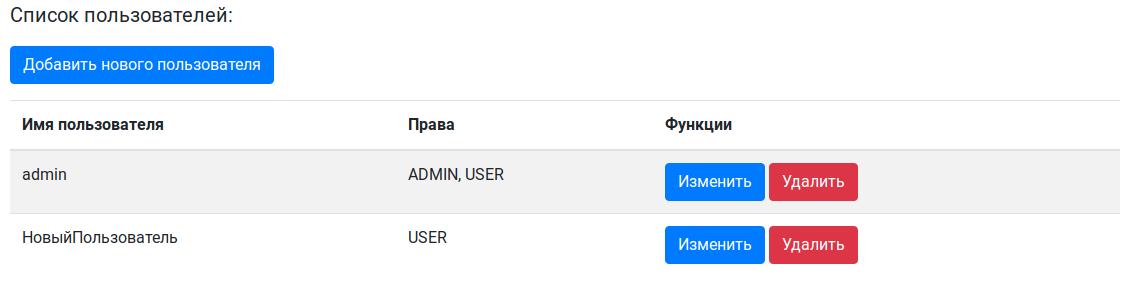 Список пользователей:
Добавить нового пользователя
Имя пользователя Права Функции
admin ADMIN, USER Изменить Удалить
НовыйПользователь USER Изменить Удалить